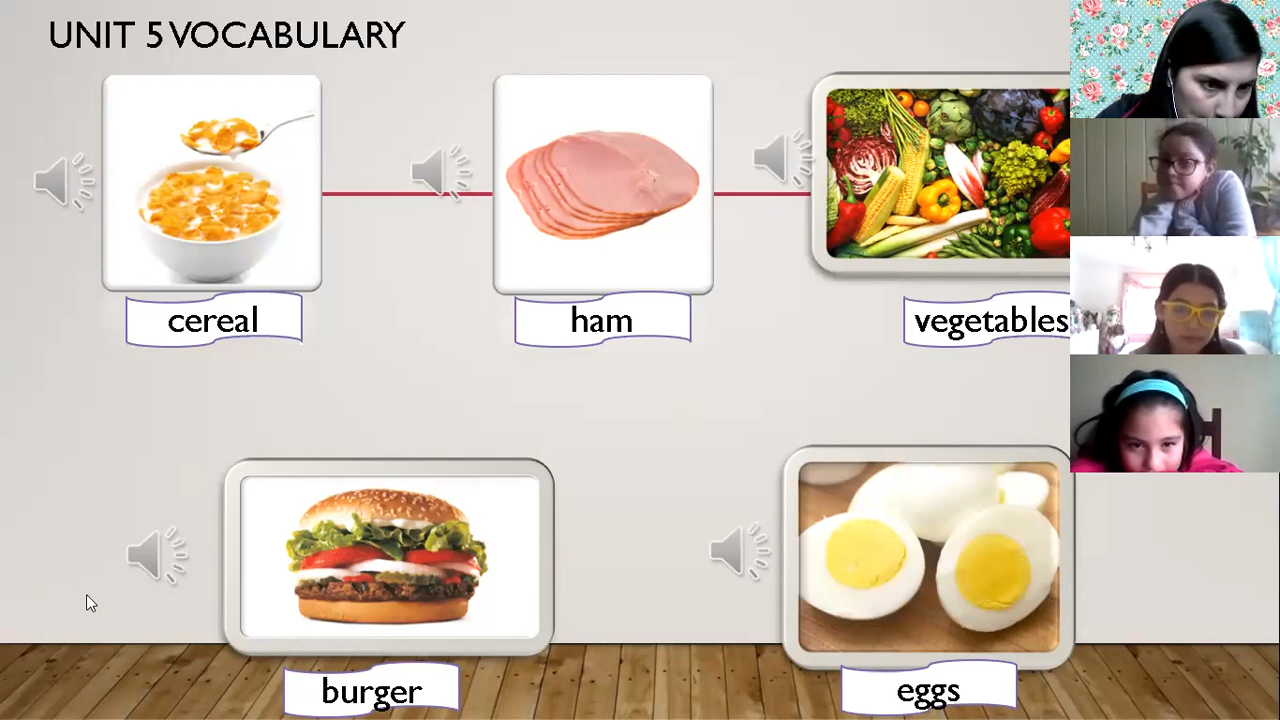 UNIT 5 VOCABULARY
cereal
ham
vegetables
burger
eggs